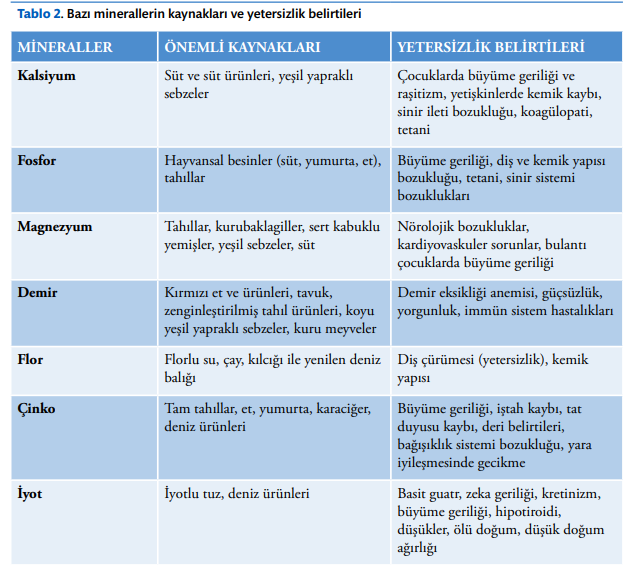 Tablo 2. Bazı minerallerin kaynakları ve yetersizlik belirtileri
MİNERALLER ÖNEMLİ KAYNAKLARI YETERSİZLİK BELİRTİLERİ
Kalsiyum
Süt ve süt ürünleri, yeşil yapraklı
sebzeler
Çocuklarda büyüme geriliği ve
raşitizm, yetişkinlerde kemik kaybı,
sinir ileti bozukluğu, koagülopati,
tetani
Fosfor
Hayvansal besinler (süt, yumurta, et),
tahıllar
Büyüme geriliği, diş ve kemik yapısı
bozukluğu, tetani, sinir sistemi
bozuklukları
Magnezyum
Tahıllar, kurubaklagiller, sert kabuklu
yemişler, yeşil sebzeler, süt
Nörolojik bozukluklar,
kardiyovaskuler sorunlar, bulantı
çocuklarda büyüme geriliği
Demir
Kırmızı et ve ürünleri, tavuk,
zenginleştirilmiş tahıl ürünleri, koyu
yeşil yapraklı sebzeler, kuru meyveler
Demir eksikliği anemisi, güçsüzlük,
yorgunluk, immün sistem hastalıkları
Flor
Florlu su, çay, kılcığı ile yenilen deniz
balığı
Diş çürümesi (yetersizlik), kemik
yapısı
Çinko
Tam tahıllar, et, yumurta, karaciğer,
deniz ürünleri
Büyüme geriliği, iştah kaybı, tat
duyusu kaybı, deri belirtileri,
bağışıklık sistemi bozukluğu, yara
iyileşmesinde gecikme
İyot
İyotlu tuz, deniz ürünleri
Basit guatr, zeka geriliği, kretinizm,
büyüme geriliği, hipotiroidi,
düşükler, ölü doğum, düşük doğum
ağırlığı